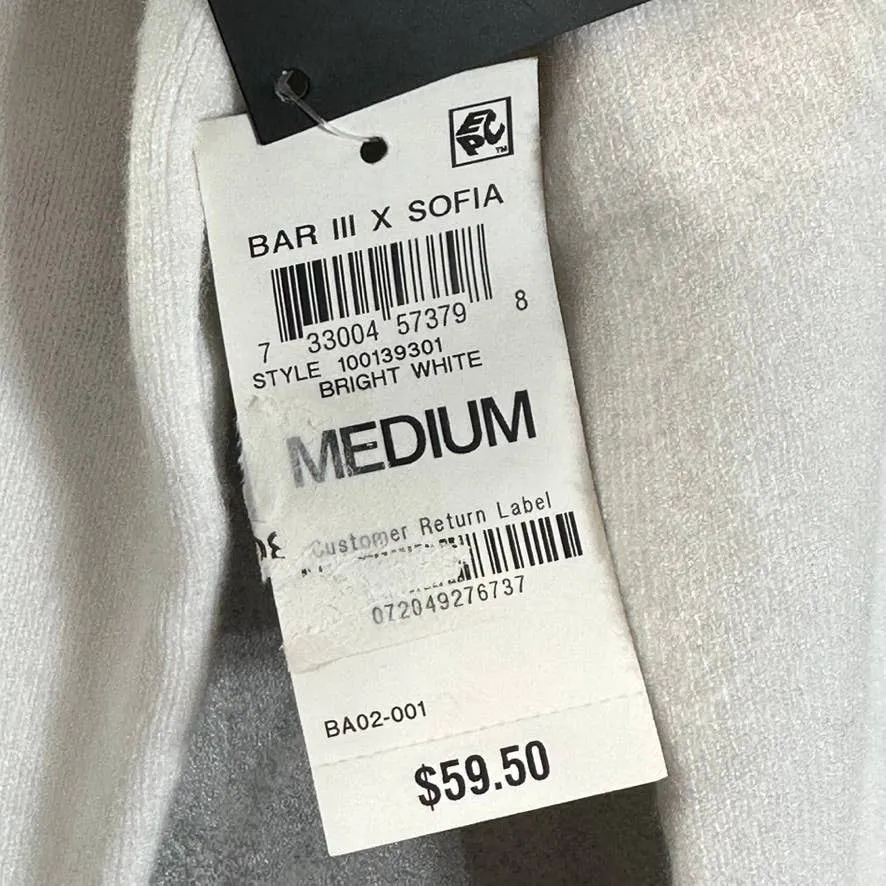 EPC™
BAR III X SOFIA
7 33004 57379 8
STYLE 100139301
BRIGHT WHITE
MEDIUM
Customer Return Label
072049276737
BA02-001
$59.50